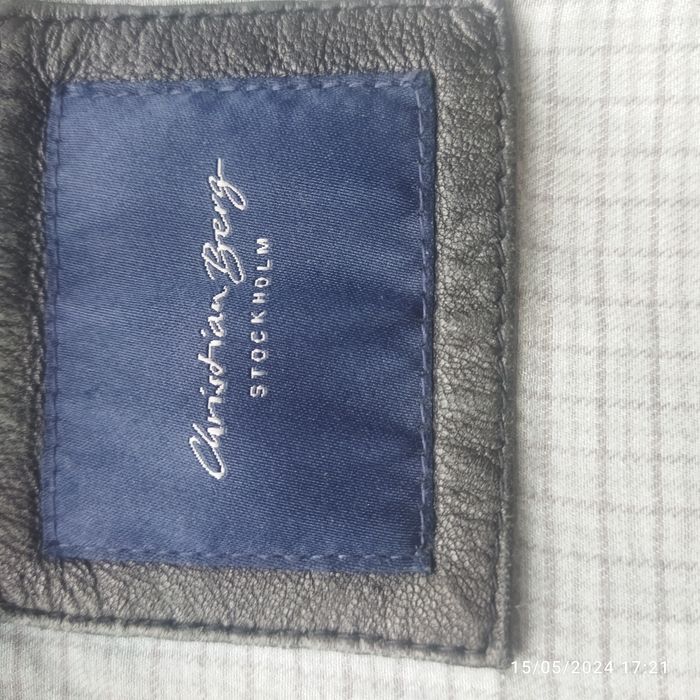 Christian Berg
STOCKHOLM
15/05/2024 17:21